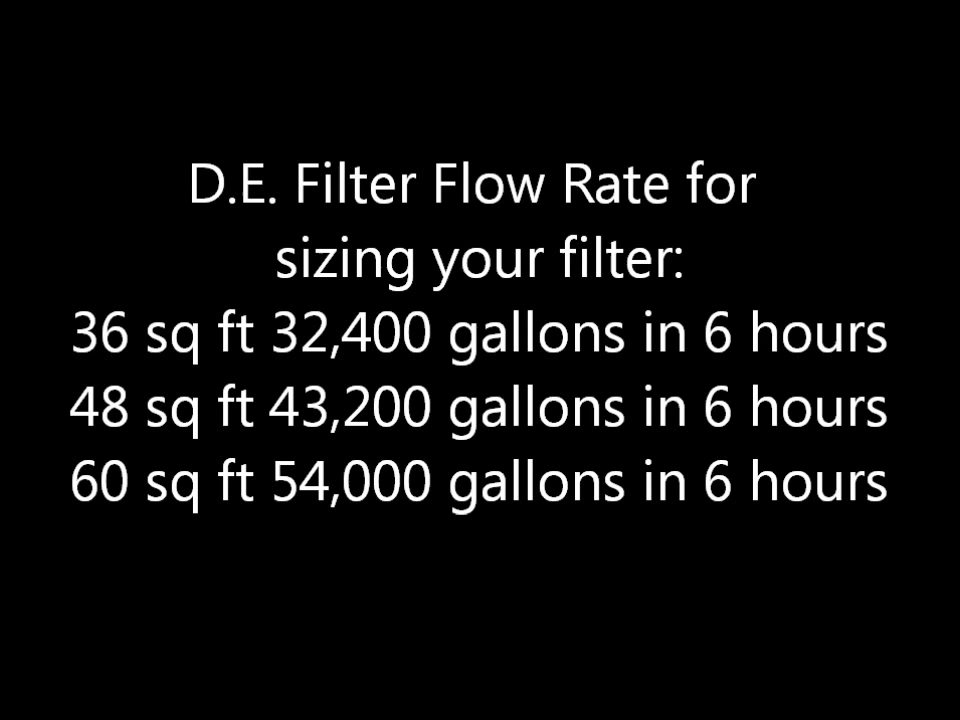 D.E. Filter Flow Rate for
sizing your filter:
36 sq ft 32,400 gallons in 6 hours
48 sq ft 43,200 gallons in 6 hours
60 sq ft 54,000 gallons in 6 hours